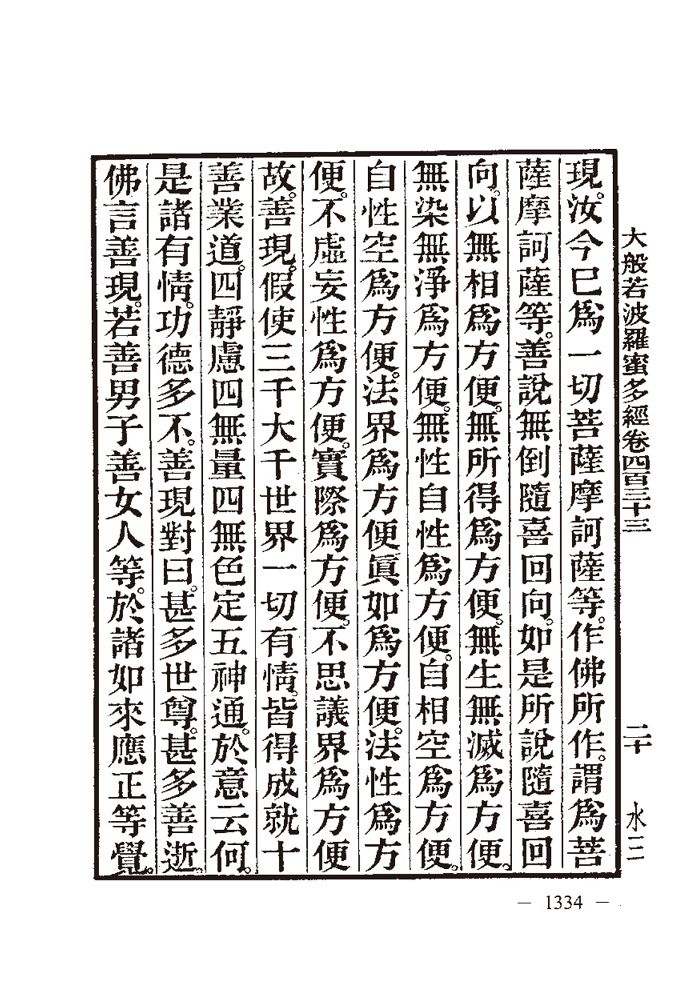 大般若波羅蜜多經卷四百三十三
二十
水三
現。汝今已爲一切菩薩摩訶薩等。作佛所作。謂爲菩
薩摩訶薩等。善說無倒隨喜回向。如是所說隨喜回
向。以無相爲方便。無所得爲方便。無生無滅爲方便。
無染無淨爲方便。無性自性爲方便。自相空爲方便。
自性空爲方便。法界爲方便。眞如爲方便。法性爲方
便。不虛妄性爲方便。實際爲方便。不思議界爲方便
故。善現。假使三千大千世界一切有情。皆得成就十
善業道。四靜慮四無量四無色定五神通。於意云何。
是諸有情。功德多不。善現對曰。甚多世尊。甚多善逝。
佛言善現。若善男子善女人等。於諸如來應正等覺。
— 1334 —